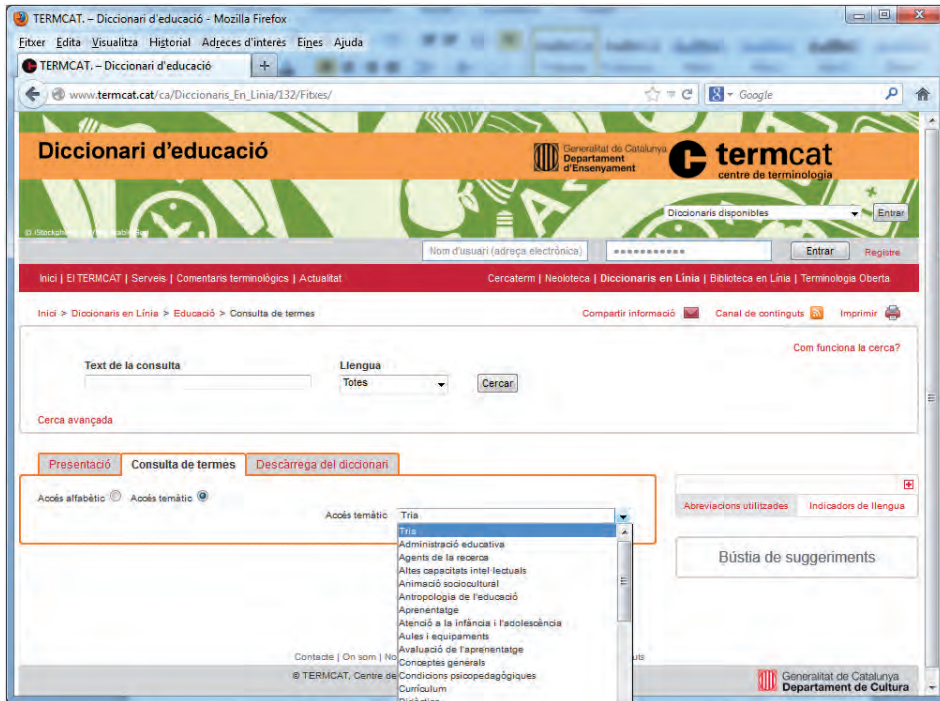 TERMCAT. – Diccionari d'educació - Mozilla Firefox
Fitxer Edita Visualitza Historial Adreces d'interès Eines Ajuda
TERMCAT. – Diccionari d'educació +
www.termcat.cat/ca/Diccionaris_En_Linia/132/Fitxes/ Google
Diccionari d'educació
Generalitat de Catalunya
Departament
d'Ensenyament
termcat
centre de terminologia
Diccionaris disponibles Entrar
Nom d'usuari (adreça electrònica) Entrar Registre
Inici | El TERMCAT | Serveis | Comentaris terminològics | Actualitat
Cercaterm | Neoloteca | Diccionaris en Línia | Biblioteca en Línia | Terminologia Oberta
Inici > Diccionaris en Línia > Educació > Consulta de termes
Compartir informació Canal de continguts Imprimir
Com funciona la cerca?
Text de la consulta Llengua
Totes Cercar
Cerca avançada
Presentació Consulta de termes Descàrrega del diccionari
Accés alfabètic Accés temàtic
Accés temàtic Tria
Tria
Administració educativa
Agents de la recerca
Altes capacitats intel·lectuals
Animació sociocultural
Antropologia de l'educació
Aprenentatge
Atenció a la infància i l'adolescència
Aules i equipaments
Avaluació de l'aprenentatge
Conceptes generals
Condicions psicopedagògiques
Currículum
Abreviacions utilitzades Indicadors de llengua
Bústia de suggeriments
Contacte | On som |
© TERMCAT, Centre de
Generalitat de Catalunya
Departament de Cultura